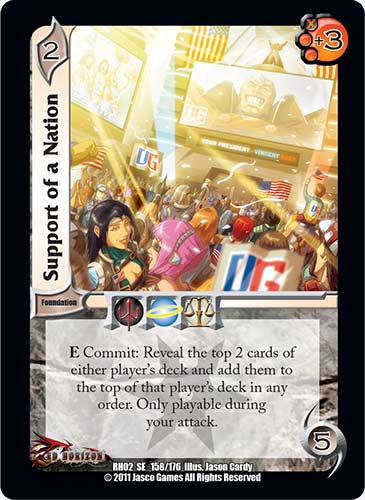 2
+3
Support of a Nation
UG
UG
YOUR PRESIDENT - VINCENT
UG
Foundation
E Commit: Reveal the top 2 cards of
either player's deck and add them to
the top of that player's deck in any
order. Only playable during
your attack.
5
RED HORIZON
RH02 SE 158/176 Illus. Jason Cardy
© 2011 Jasco Games All Rights Reserved